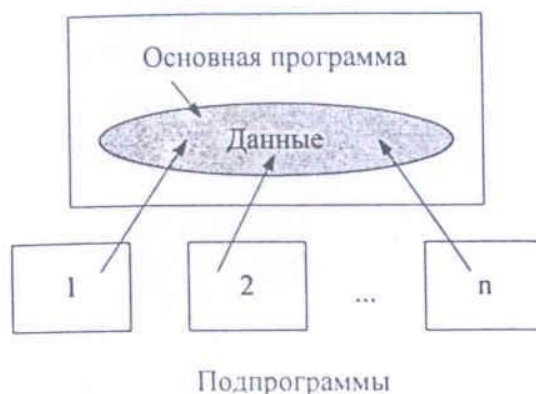 Основная программа
Данные
1 2 ... n
Подпрограммы